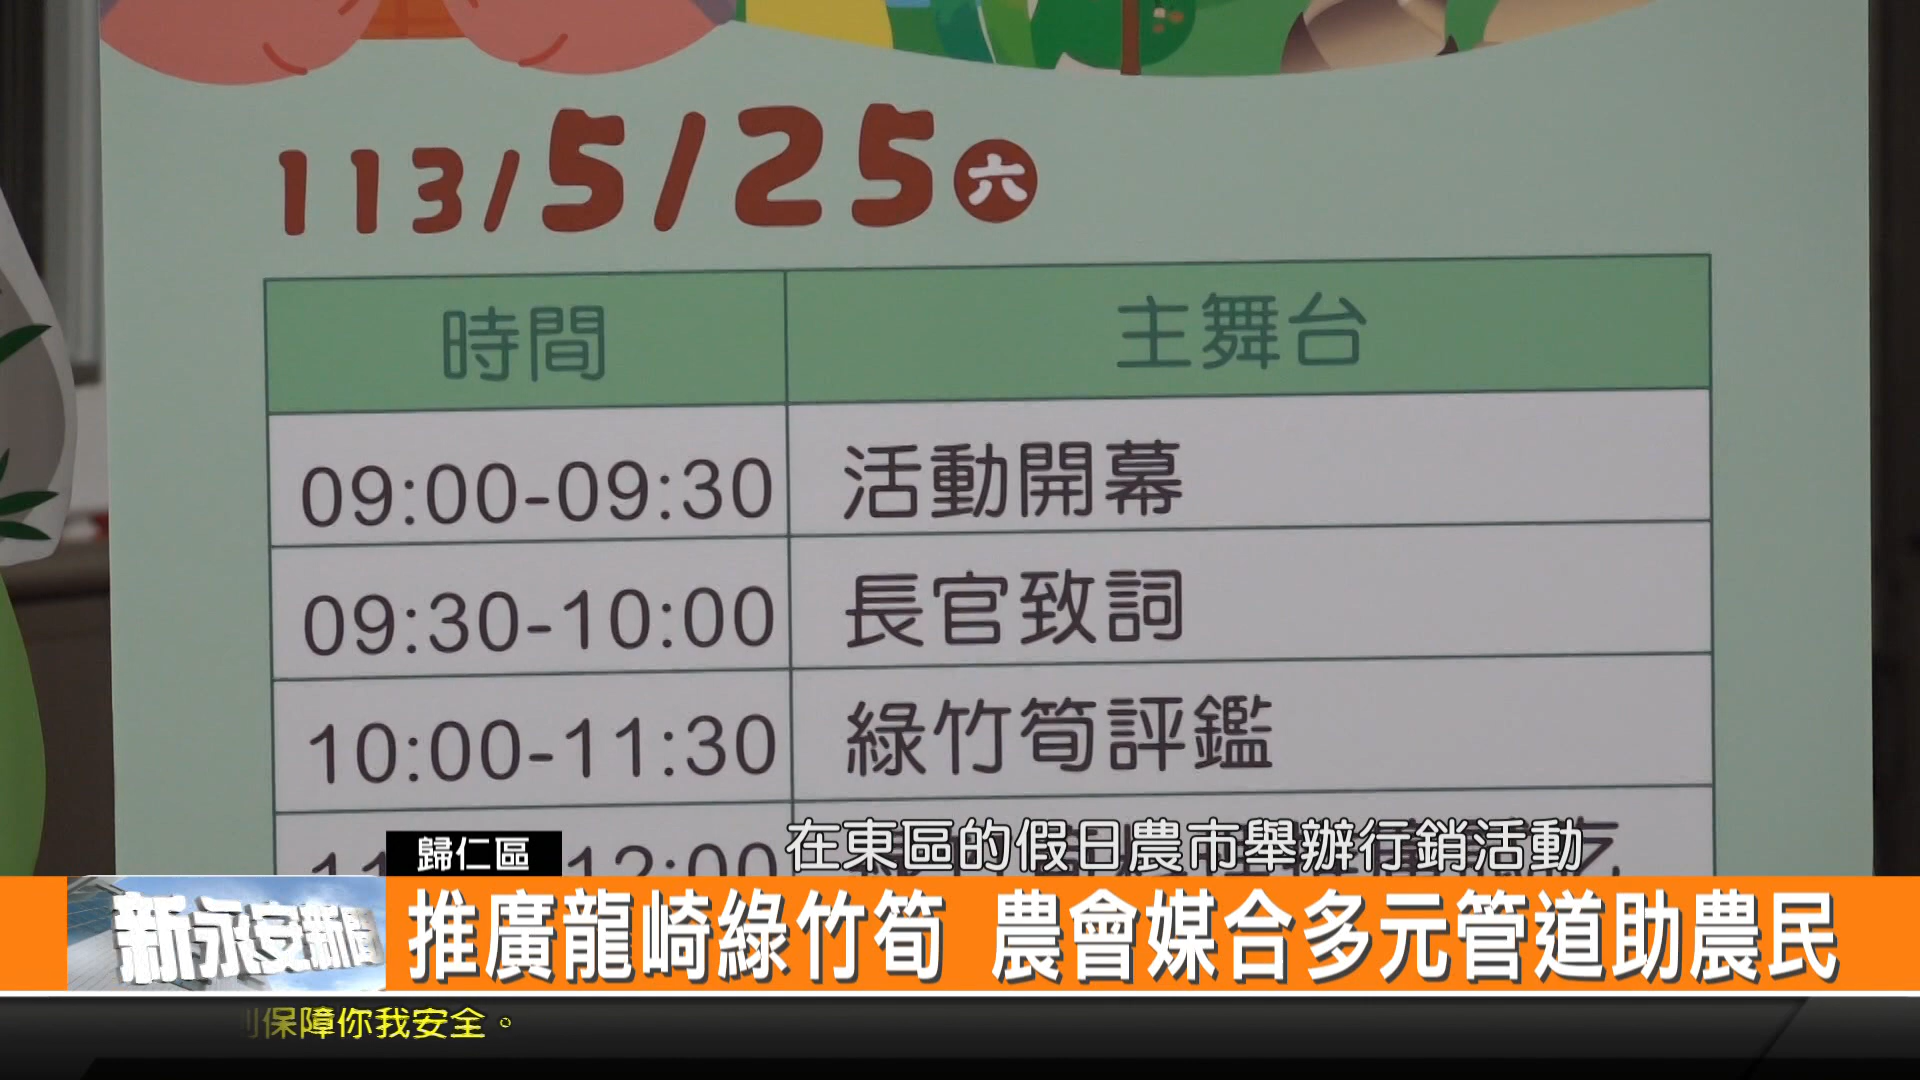 113/5/25 六
時間 主舞台
09:00-09:30 活動開幕
09:30-10:00 長官致詞
10:00-11:30 綠竹筍評鑑
12:00
在東區的假日農市舉辦行銷活動
歸仁區
新永安新聞
推廣龍崎綠竹筍 農會媒合多元管道助農民
保障你我安全。